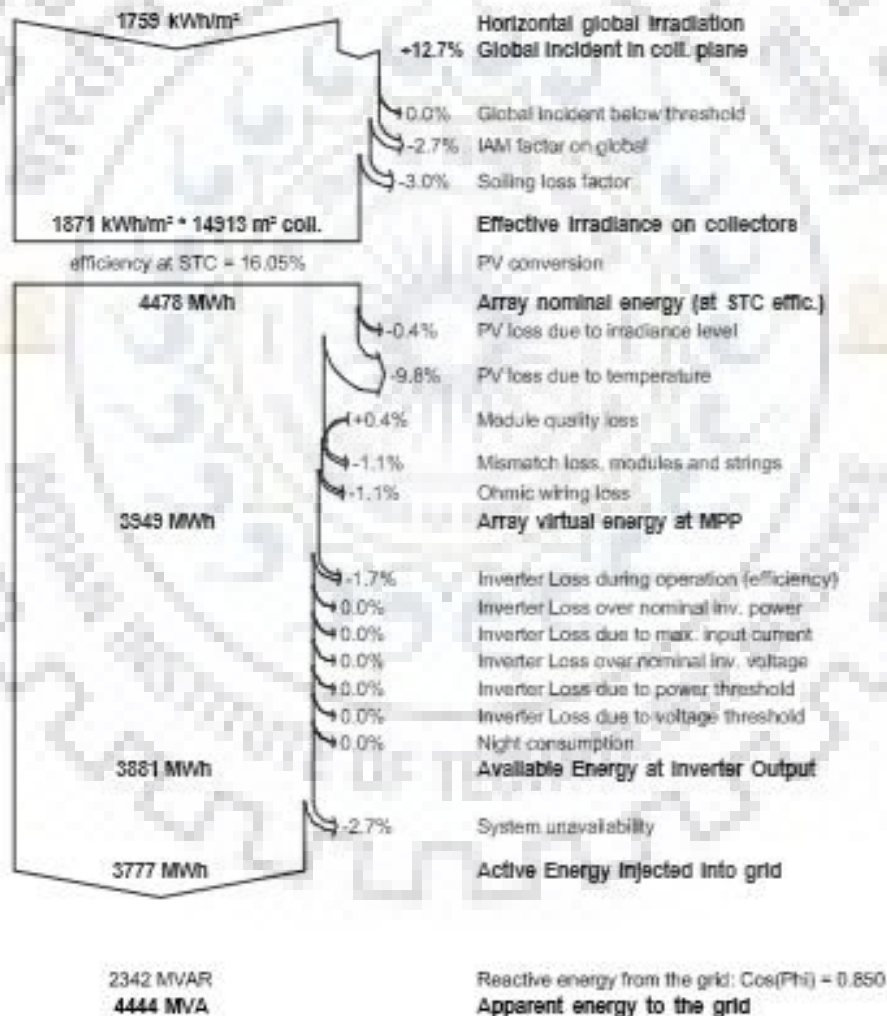 1759 kWh/m² Horizontal global irradiation
+12.7% Global incident in coll. plane
0.0% Global incident below threshold
-2.7% IAM factor on global
-3.0% Soiling loss factor
1871 kWh/m² * 14913 m² coll. Effective irradiance on collectors
efficiency at STC = 16.05% PV conversion
4478 MWh Array nominal energy (at STC effic.)
-0.4% PV loss due to irradiance level
-9.8% PV loss due to temperature
+0.4% Module quality loss
-1.1% Mismatch loss, modules and strings
-1.1% Ohmic wiring loss
3949 MWh Array virtual energy at MPP
-1.7% Inverter Loss during operation (efficiency)
0.0% Inverter Loss over nominal inv. power
0.0% Inverter Loss due to max. input current
0.0% Inverter Loss over nominal inv. voltage
0.0% Inverter Loss due to power threshold
0.0% Inverter Loss due to voltage threshold
0.0% Night consumption
3881 MWh Available Energy at Inverter Output
-2.7% System unavailability
3777 MWh Active Energy injected into grid
2342 MVAR Reactive energy from the grid: Cos(Phi) = 0.850
4444 MVA Apparent energy to the grid